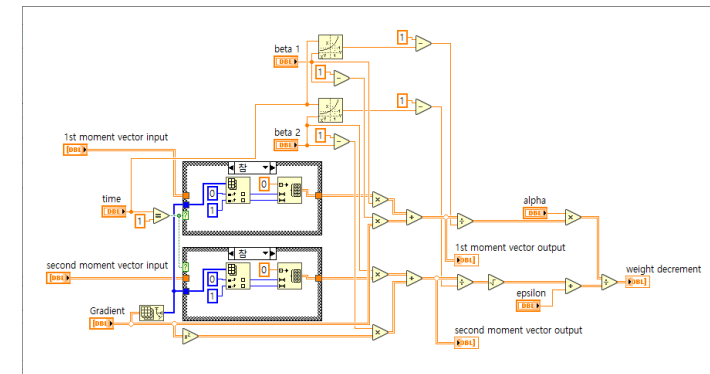 beta 1
DBL
1
1
beta 2
DBL
1
1
1st moment vector input
[DBL]
참
0
0
1
time
DBL
1
=
?
alpha
DBL
1st moment vector output
[DBL]
second moment vector input
[DBL]
참
0
0
1
?
weight decrement
[DBL]
epsilon
DBL
Gradient
[DBL]
x²
second moment vector output
[DBL]